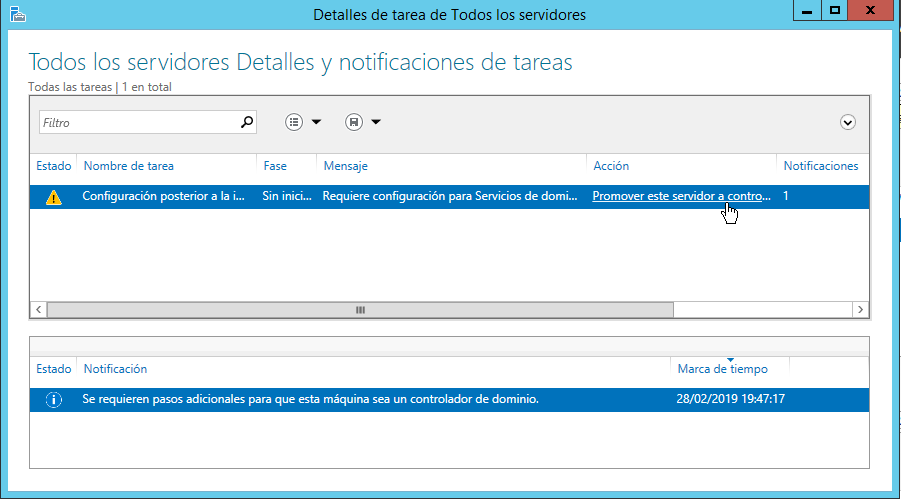 Detalles de tarea de Todos los servidores
Todos los servidores Detalles y notificaciones de tareas
Todas las tareas | 1 en total
Filtro
Estado Nombre de tarea Fase Mensaje Acción Notificaciones
Configuración posterior a la i... Sin inici... Requiere configuración para Servicios de domi... Promover este servidor a contro... 1
Estado Notificación Marca de tiempo
Se requieren pasos adicionales para que esta máquina sea un controlador de dominio. 28/02/2019 19:47:17